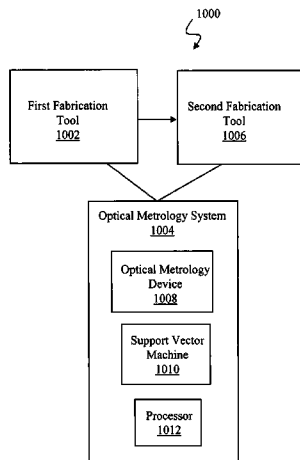 1000
First Fabrication
Tool
1002
Second Fabrication
Tool
1006
Optical Metrology System
1004
Optical Metrology
Device
1008
Support Vector
Machine
1010
Processor
1012